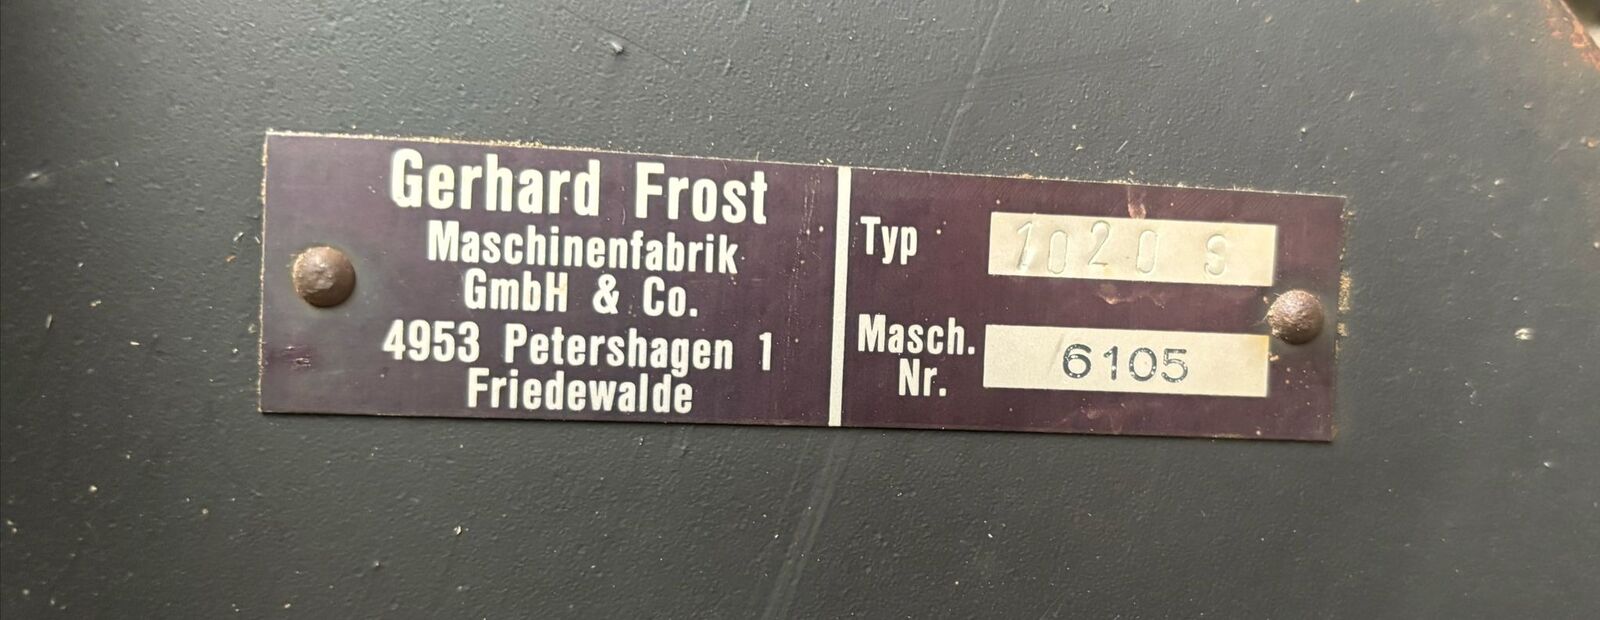 Gerhard Frost
Maschinenfabrik
GmbH & Co.
4953 Petershagen 1
Friedewalde
Typ 1020 S
Masch. Nr. 6105